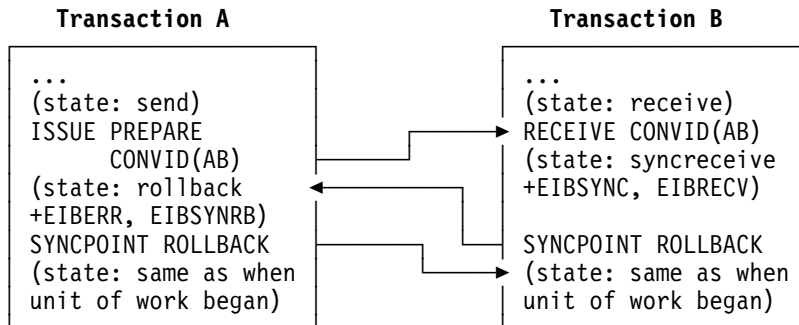 Transaction A
...
(state: send)
ISSUE PREPARE
CONVID(AB)
(state: rollback
+EIBERR, EIBSYNRB)
SYNCPOINT ROLLBACK
(state: same as when
unit of work began)
Transaction B
...
(state: receive)
RECEIVE CONVID(AB)
(state: syncreceive
+EIBSYNC, EIBRECV)
SYNCPOINT ROLLBACK
(state: same as when
unit of work began)